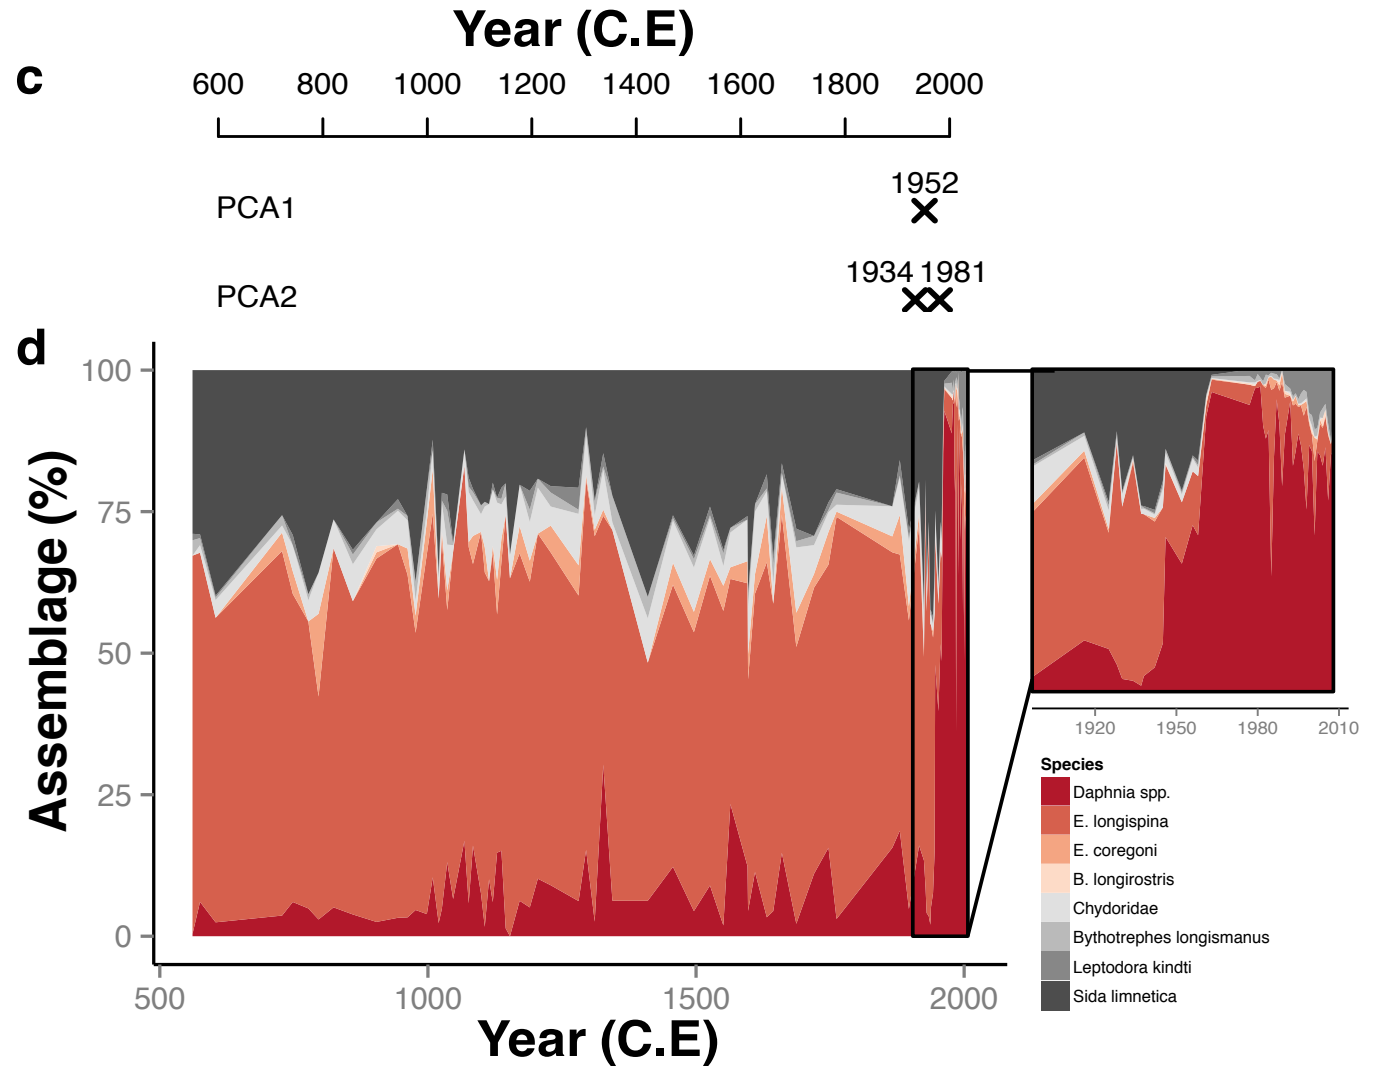 Year (C.E)
c
600 800 1000 1200 1400 1600 1800 2000
1952
PCA1
1934 1981
PCA2
d
100
75
50
25
0
Assemblage (%)
500 1000 1500 2000
Year (C.E)
1920 1950 1980 2010
Species
Daphnia spp.
E. longispina
E. coregoni
B. longirostris
Chydoridae
Bythotrephes longismanus
Leptodora kindti
Sida limnetica